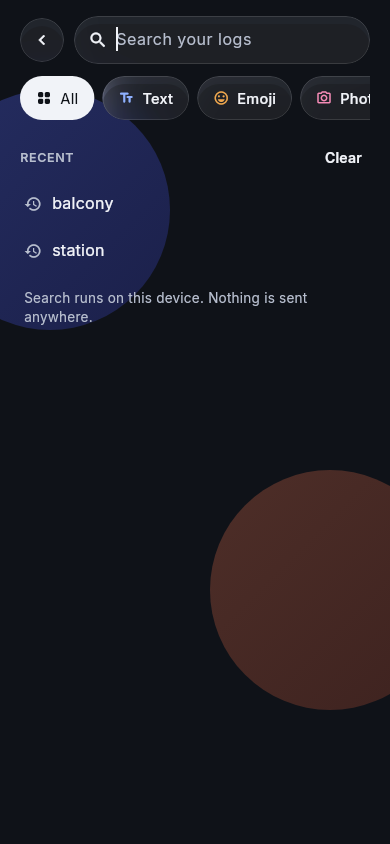 Search your logs
All
Text
Emoji
RECENT
Clear
balcony
station
Search runs on this device. Nothing is sent
anywhere.